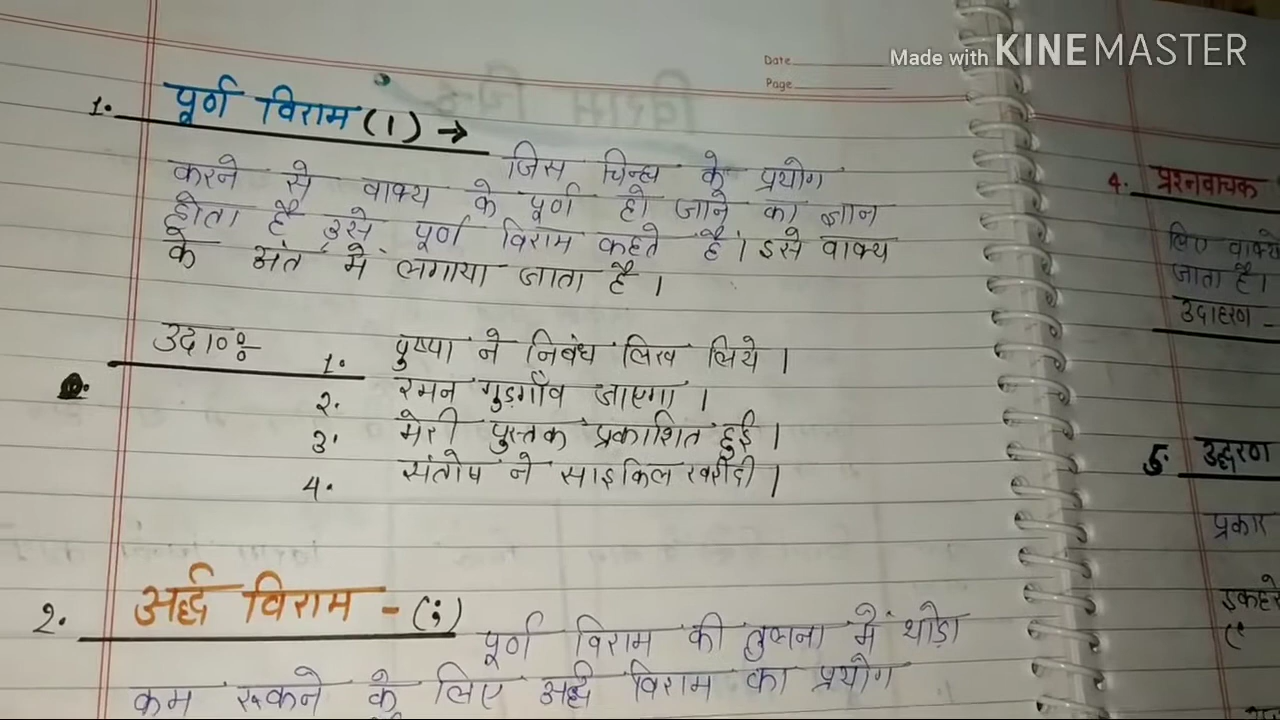 Made with KINEMASTER
Date
Page
1. पूर्ण विराम (।) →
जिस चिन्ह के प्रयोग
करने से वाक्य के पूर्ण हो जाने का ज्ञान
होता है उसे पूर्ण विराम कहते हैं। इसे वाक्य
के अंत में लगाया जाता है ।
उदा०ः-
1. पुष्पा ने निबंध लिख लिये ।
2. रमन गुड़गाँव जाएगा ।
3. मेरी पुस्तक प्रकाशित हुई ।
4. संतोष ने साइकिल खरीदी ।
2. अर्द्ध विराम - (;)
पूर्ण विराम की तुलना में थोड़ा
कम रुकने के लिए अर्द्ध विराम का प्रयोग
4. प्रश्नवाचक
लिए वाक्य
जाता है।
उदाहरण -
5. उद्धरण
प्रकार
इकहरे